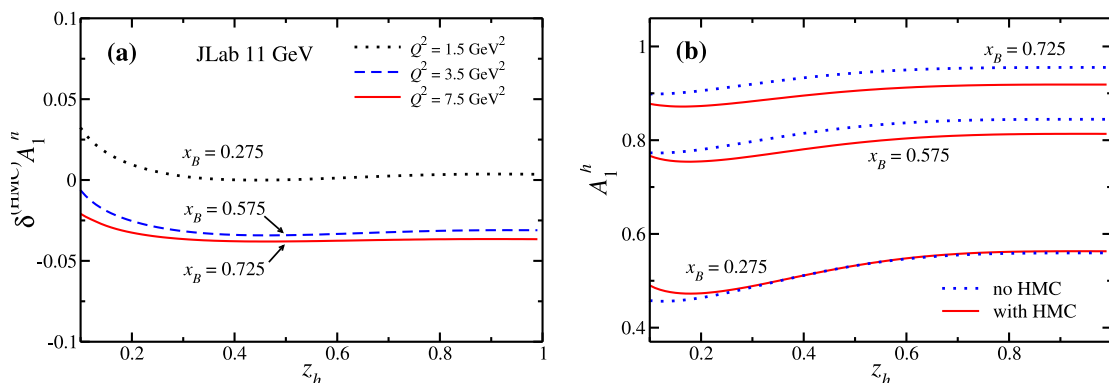 (a)
JLab 11 GeV
Q² = 1.5 GeV²
Q² = 3.5 GeV²
Q² = 7.5 GeV²
x_B = 0.275
x_B = 0.575
x_B = 0.725
0.1
0.05
0
-0.05
-0.1
δ^(HMC) A_1^h
0.2
0.4
0.6
0.8
1
z_h
(b)
x_B = 0.725
x_B = 0.575
x_B = 0.275
no HMC
with HMC
1
0.8
0.6
0.4
A_1^h
0.2
0.4
0.6
0.8
z_h